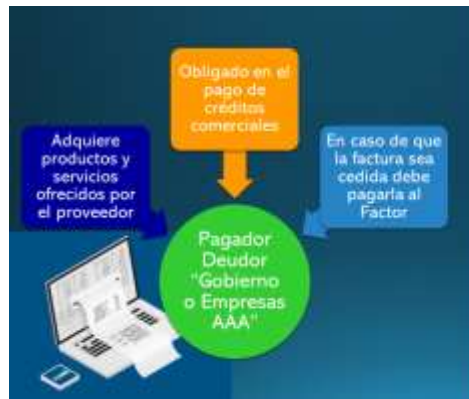 Obligado en el
pago de
créditos
comerciales
Adquiere
productos y
servicios
ofrecidos por
el proveedor
En caso de que
la factura sea
cedida debe
pagarla al
Factor
Pagador
Deudor
"Gobierno
o Empresas
AAA"